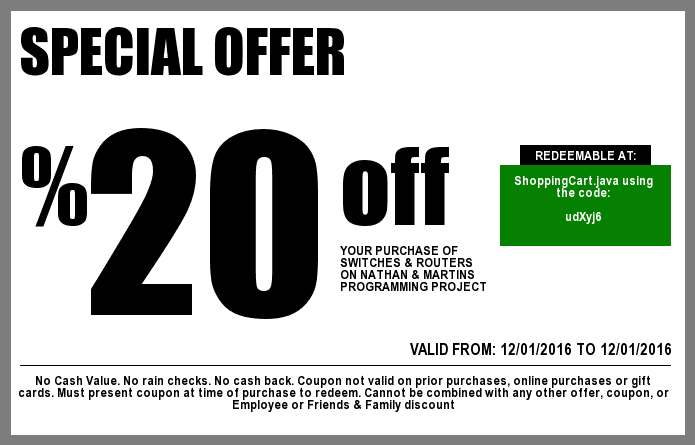 SPECIAL OFFER
%20 off
REDEEMABLE AT:
ShoppingCart.java using
the code:
udXyj6
YOUR PURCHASE OF
SWITCHES & ROUTERS
ON NATHAN & MARTINS
PROGRAMMING PROJECT
VALID FROM: 12/01/2016 TO 12/01/2016
No Cash Value. No rain checks. No cash back. Coupon not valid on prior purchases, online purchases or gift
cards. Must present coupon at time of purchase to redeem. Cannot be combined with any other offer, coupon, or
Employee or Friends & Family discount